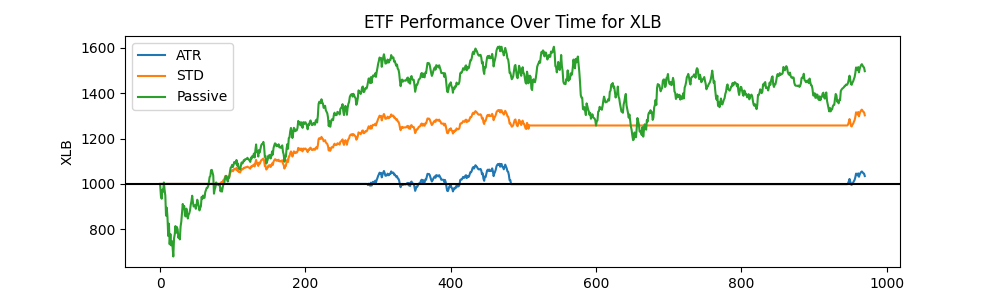 ETF Performance Over Time for XLB
XLB
1600
1400
1200
1000
800
ATR
STD
Passive
0 200 400 600 800 1000